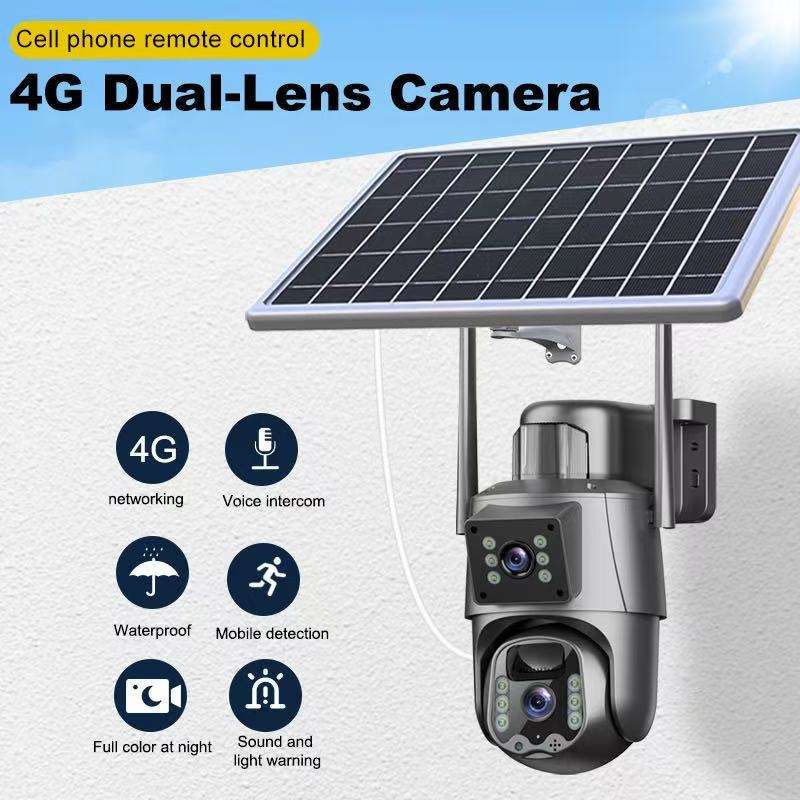 Cell phone remote control
4G Dual-Lens Camera
4G
networking
Voice intercom
Waterproof
Mobile detection
Full color at night
Sound and
light warning